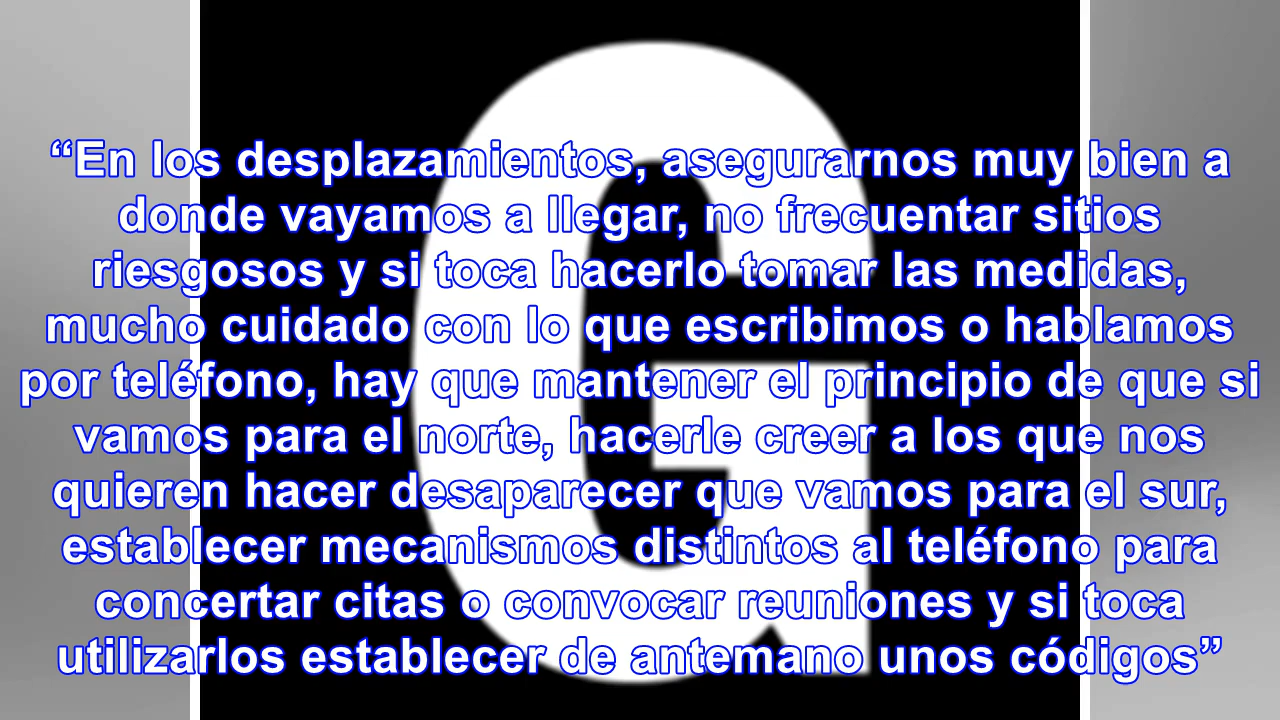 “En los desplazamientos, asegurarnos muy bien a
donde vayamos a llegar, no frecuentar sitios
riesgosos y si toca hacerlo tomar las medidas,
mucho cuidado con lo que escribimos o hablamos
por teléfono, hay que mantener el principio de que si
vamos para el norte, hacerle creer a los que nos
quieren hacer desaparecer que vamos para el sur,
establecer mecanismos distintos al teléfono para
concertar citas o convocar reuniones y si toca
utilizarlos establecer de antemano unos códigos”
G